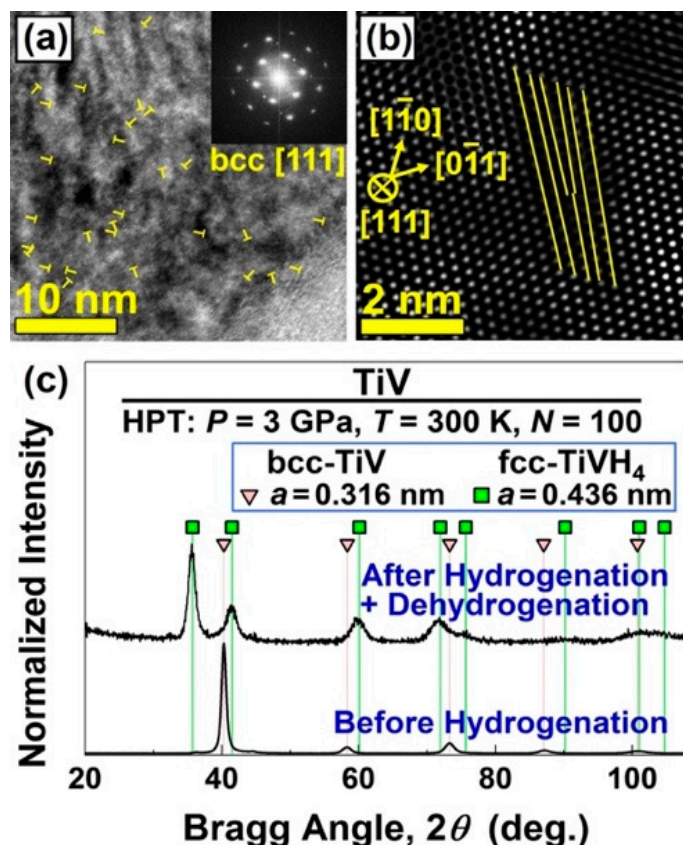 (a)
bcc [111]
10 nm
(b)
[11̅0]
[01̅1]
[111]
2 nm
(c)
TiV
HPT: P = 3 GPa, T = 300 K, N = 100
bcc-TiV fcc-TiVH₄
a = 0.316 nm a = 0.436 nm
After Hydrogenation
+ Dehydrogenation
Before Hydrogenation
Normalized Intensity
20 40 60 80 100
Bragg Angle, 2θ (deg.)